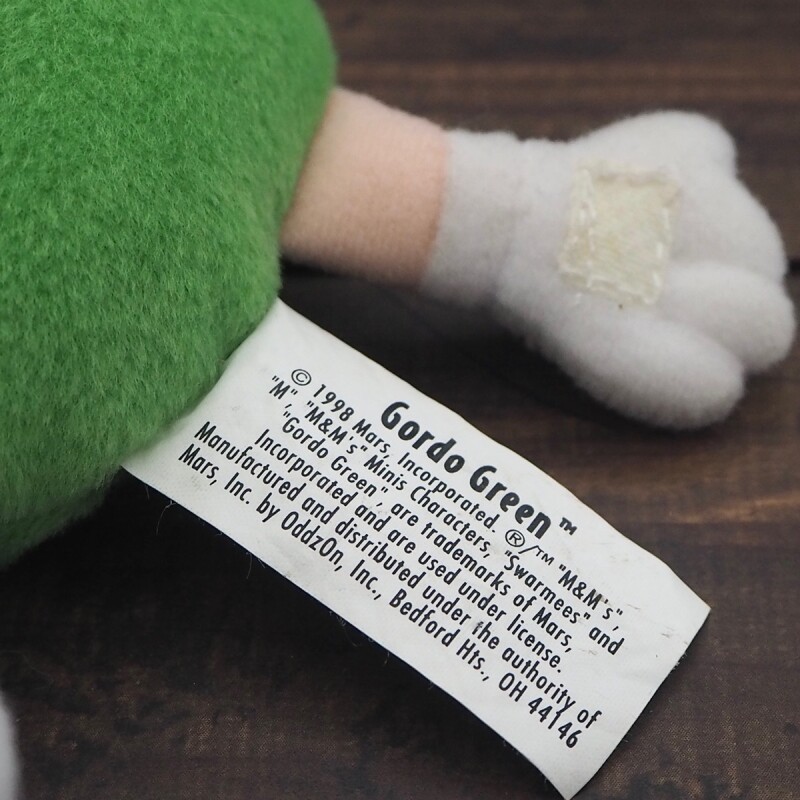 Gordo Green™
© 1998 Mars, Incorporated. ®/™ "M&M's",
"M", "M&M's" Minis Characters, "Swarmees" and
"Gordo Green" are trademarks of Mars,
Incorporated and are used under license.
Manufactured and distributed under the authority of
Mars, Inc. by OddzOn, Inc., Bedford Hts., OH 44146